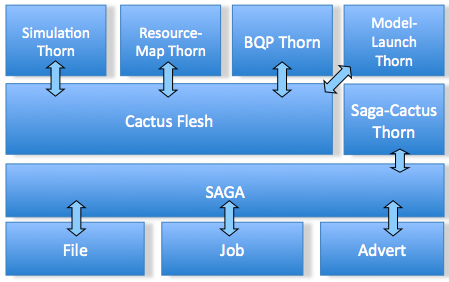 Simulation
Thorn
Resource-
Map Thorn
BQP Thorn
Model-
Launch
Thorn
Cactus Flesh
Saga-Cactus
Thorn
SAGA
File
Job
Advert